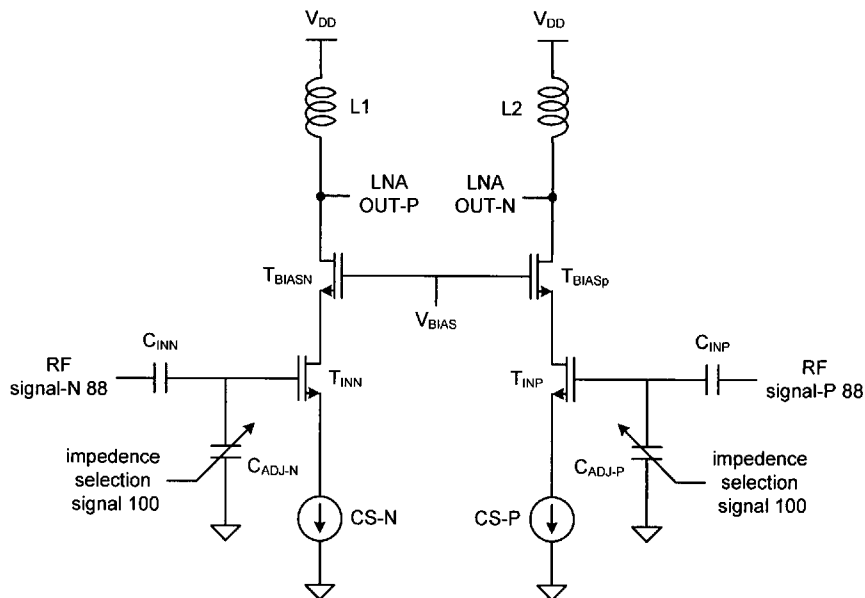 VDD
VDD
L1
L2
LNA
OUT-P
LNA
OUT-N
TBIASN
TBIASp
VBIAS
CINN
CINP
RF
signal-N 88
TINN
TINP
RF
signal-P 88
impedence
selection
signal 100
CADJ-N
CADJ-P
impedence
selection
signal 100
CS-N
CS-P